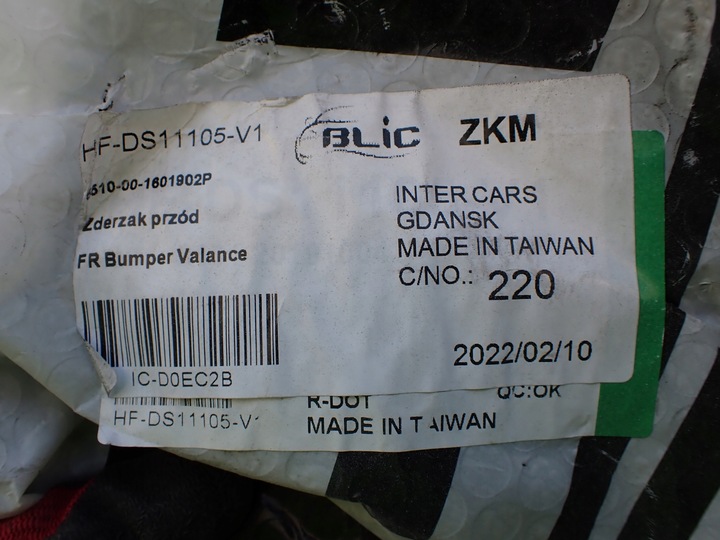 HF-DS11105-V1
BLIC
ZKM
6510-00-1601902P
Zderzak przód
FR Bumper Valance
INTER CARS
GDANSK
MADE IN TAIWAN
C/NO.: 220
2022/02/10
IC-D0EC2B
R-DOT
QC:OK
HF-DS11105-V1
MADE IN TAIWAN